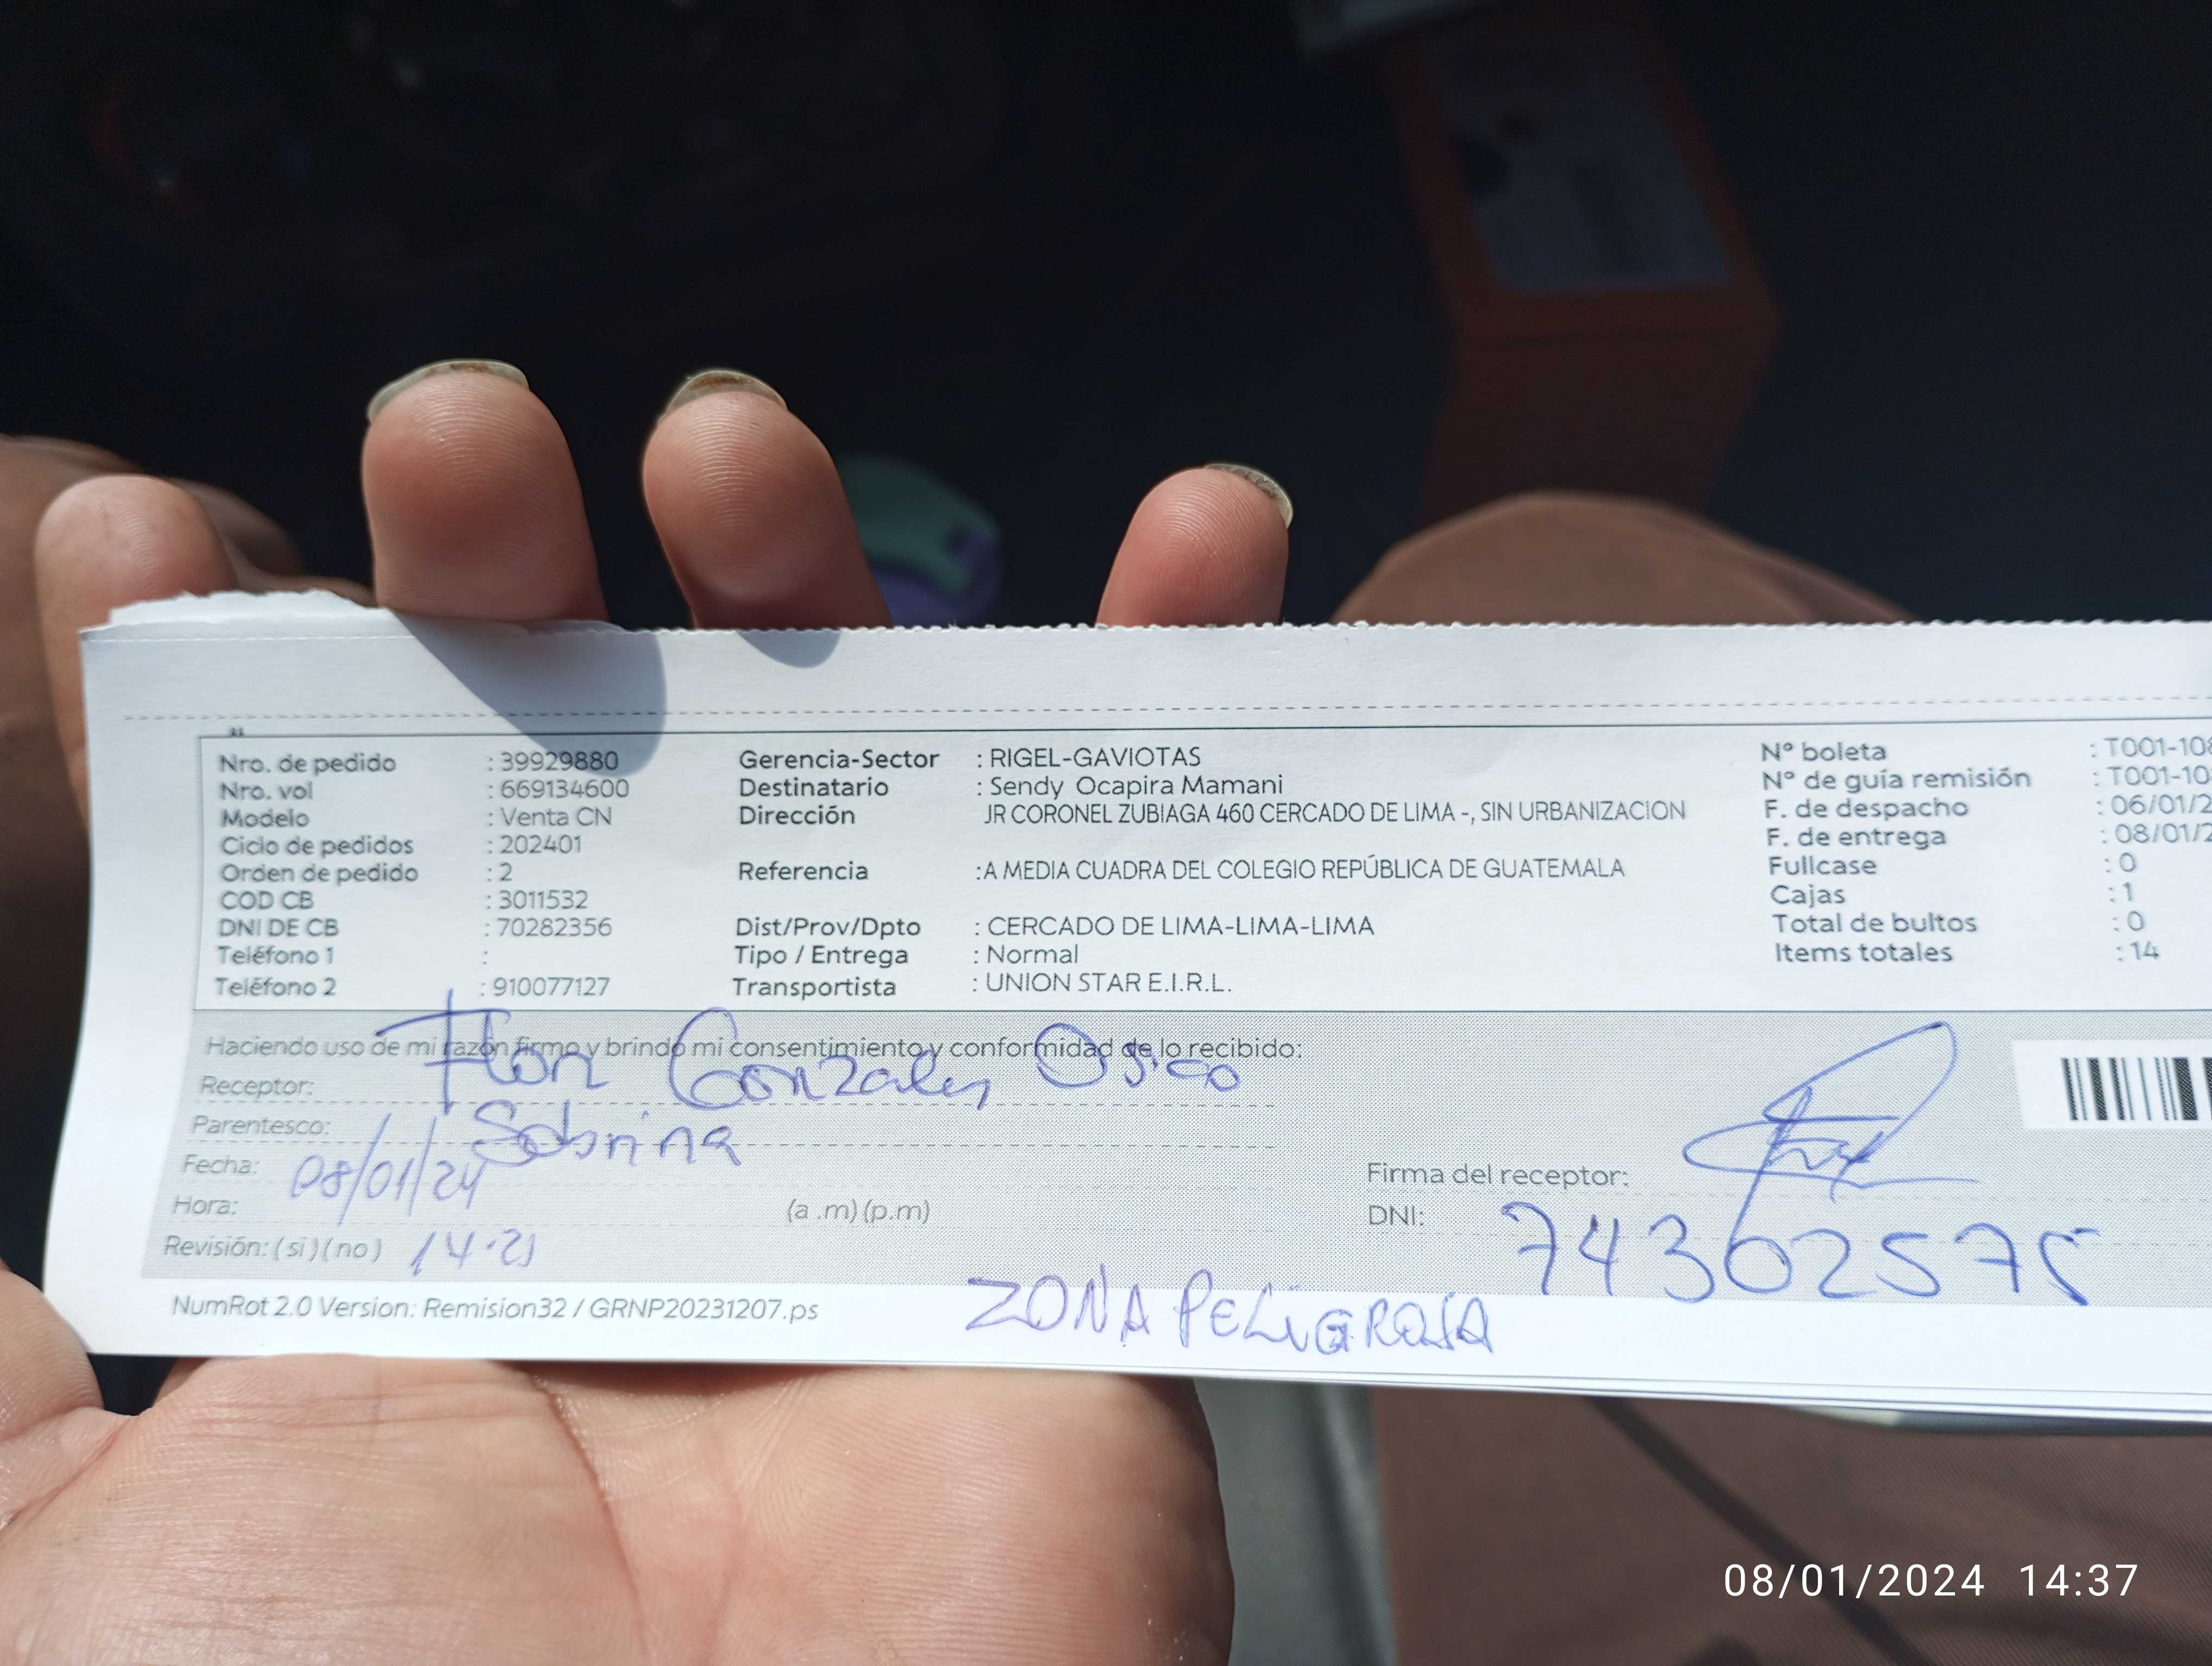 Nro. de pedido : 39929880 Gerencia-Sector : RIGEL-GAVIOTAS N° boleta : T001-108
Nro. vol : 669134600 Destinatario : Sendy Ocapira Mamani N° de guía remisión : T001-10
Modelo : Venta CN Dirección JR CORONEL ZUBIAGA 460 CERCADO DE LIMA -, SIN URBANIZACION F. de despacho : 06/01/2
Ciclo de pedidos : 202401 F. de entrega : 08/01/2
Orden de pedido : 2 Referencia :A MEDIA CUADRA DEL COLEGIO REPÚBLICA DE GUATEMALA Fullcase : 0
COD CB : 3011532 Cajas : 1
DNI DE CB : 70282356 Dist/Prov/Dpto : CERCADO DE LIMA-LIMA-LIMA Total de bultos : 0
Teléfono 1 : Tipo / Entrega : Normal Items totales : 14
Teléfono 2 : 910077127 Transportista : UNION STAR E.I.R.L.
Haciendo uso de mi razón firmo y brindo mi consentimiento y conformidad de lo recibido:
Receptor: Flor Gonzales
Parentesco: Sobrina
Fecha: 08/01/24 Firma del receptor:
Hora: (a .m) (p.m) DNI: 74302575
Revisión: (si) (no) 14.21
NumRot 2.0 Version: Remision32 / GRNP20231207.ps ZONA PELIGROSA
08/01/2024 14:37